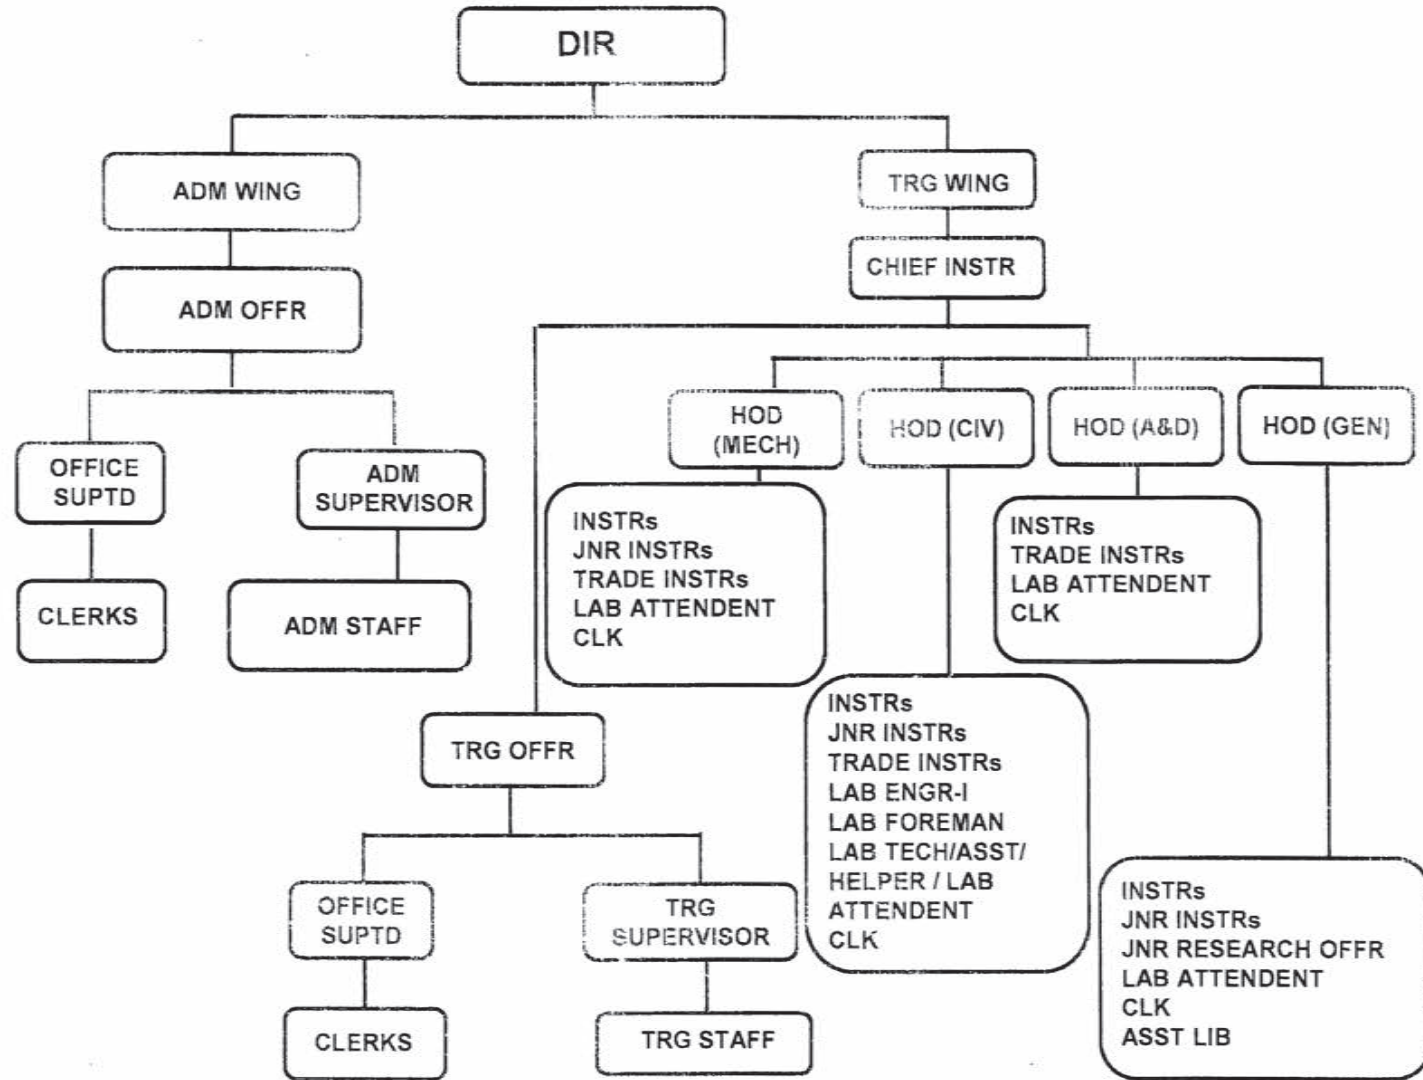 DIR
ADM WING
TRG WING
ADM OFFR
CHIEF INSTR
OFFICE
SUPTD
ADM
SUPERVISOR
HOD
(MECH)
HOD (CIV)
HOD (A&D)
HOD (GEN)
CLERKS
ADM STAFF
INSTRs
JNR INSTRs
TRADE INSTRs
LAB ATTENDENT
CLK
INSTRs
TRADE INSTRs
LAB ATTENDENT
CLK
TRG OFFR
INSTRs
JNR INSTRs
TRADE INSTRs
LAB ENGR-I
LAB FOREMAN
LAB TECH/ASST/
HELPER / LAB
ATTENDENT
CLK
OFFICE
SUPTD
TRG
SUPERVISOR
INSTRs
JNR INSTRs
JNR RESEARCH OFFR
LAB ATTENDENT
CLK
ASST LIB
CLERKS
TRG STAFF